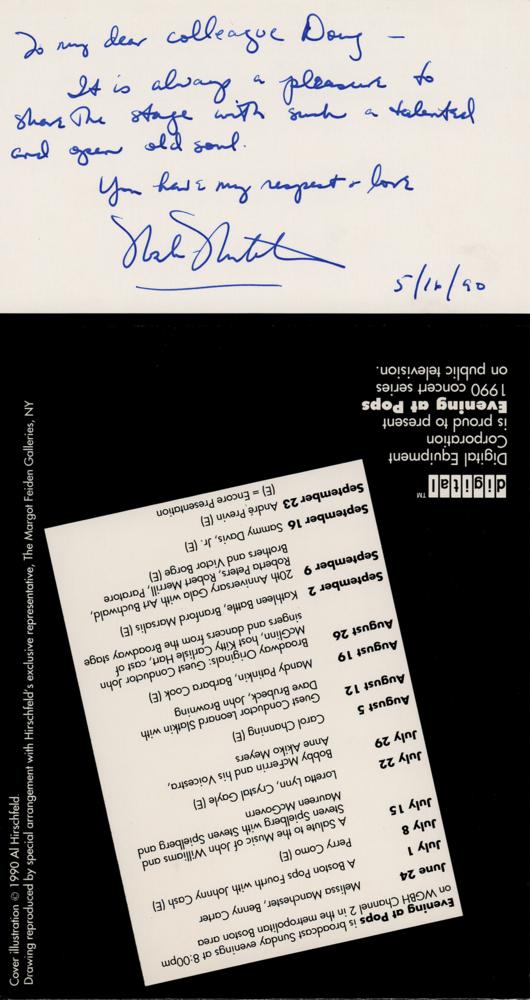 To my dear colleague Doug —
It is always a pleasure to
share the stage with such a talented
and open old soul.
You have my respect & love
5/16/90
Cover illustration © 1990 Al Hirschfeld.
Drawing reproduced by special arrangement with Hirschfeld's exclusive representative, The Margot Feiden Galleries, NY
digital™
Digital Equipment
Corporation
is proud to present
Evening at Pops
1990 concert series
on public television.
Evening at Pops is broadcast Sunday evenings at 8:00pm
on WGBH Channel 2 in the metropolitan Boston area
June 24 Melissa Manchester, Benny Carter
July 1 A Boston Pops Fourth with Johnny Cash (E)
July 8 Perry Como (E)
July 15 A Salute to the Music of John Williams and
Steven Spielberg with Steven Spielberg and
Maureen McGovern
July 22 Loretta Lynn, Crystal Gayle (E)
July 29 Bobby McFerrin and his Voicestra,
Anne Akiko Meyers
August 5 Carol Channing (E)
August 12 Guest Conductor Leonard Slatkin with
Dave Brubeck, John Browning
August 19 Mandy Patinkin, Barbara Cook (E)
August 26 Broadway Originals: Guest Conductor John
McGlinn, host Kitty Carlisle Hart, cast of
singers and dancers from the Broadway stage
September 2 Kathleen Battle, Branford Marsalis (E)
September 9 20th Anniversary Gala with Art Buchwald,
Roberta Peters, Robert Merrill, Paratore
Brothers and Victor Borge (E)
September 16 Sammy Davis, Jr. (E)
September 23 André Previn (E)
(E) = Encore Presentation